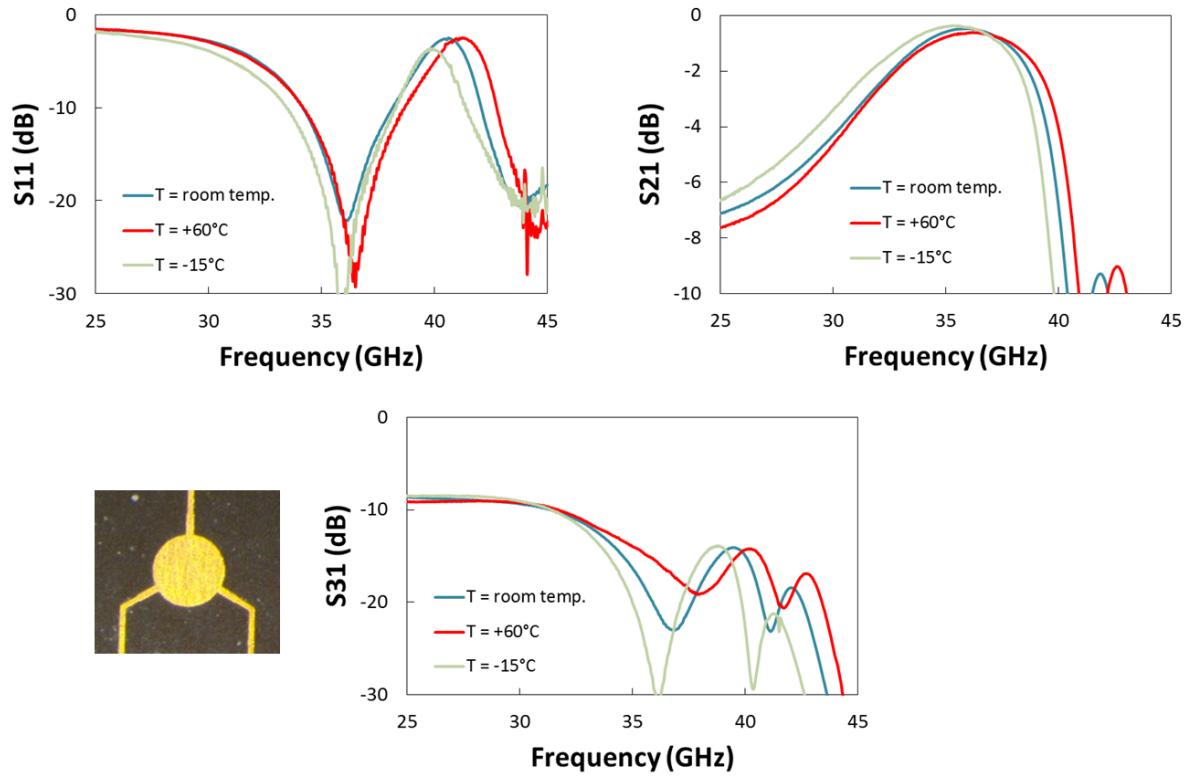 0
-10
-20
-30
S11 (dB)
T = room temp.
T = +60°C
T = -15°C
25 30 35 40 45
Frequency (GHz)
0
-2
-4
-6
-8
-10
S21 (dB)
T = room temp.
T = +60°C
T = -15°C
25 30 35 40 45
Frequency (GHz)
0
-10
-20
-30
S31 (dB)
T = room temp.
T = +60°C
T = -15°C
25 30 35 40 45
Frequency (GHz)